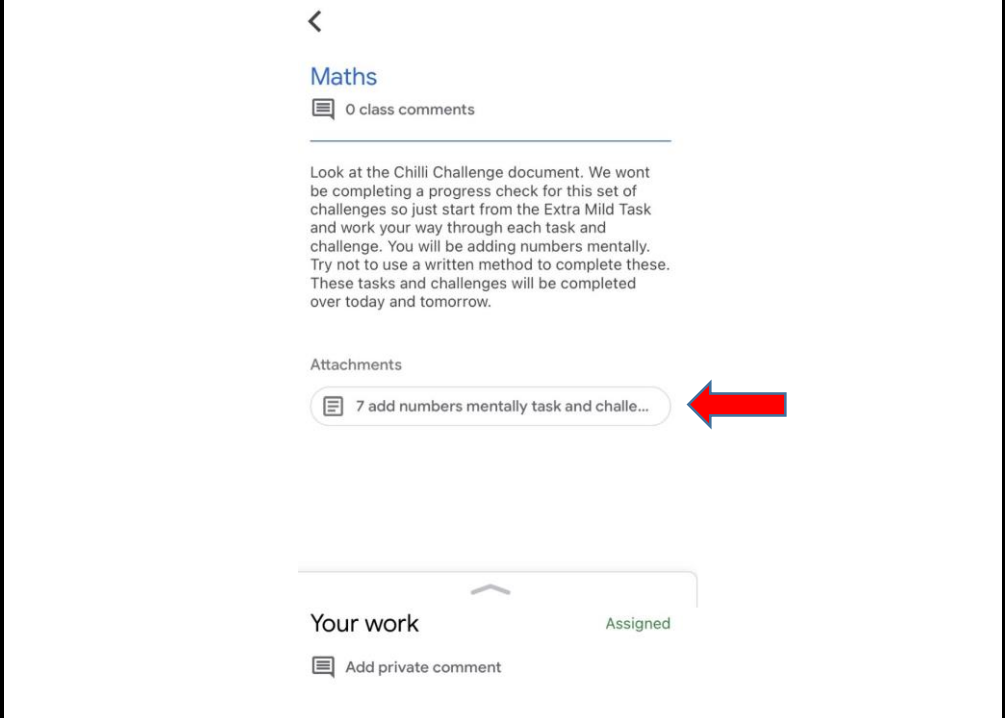 Maths
0 class comments
Look at the Chilli Challenge document. We wont
be completing a progress check for this set of
challenges so just start from the Extra Mild Task
and work your way through each task and
challenge. You will be adding numbers mentally.
Try not to use a written method to complete these.
These tasks and challenges will be completed
over today and tomorrow.
Attachments
7 add numbers mentally task and challe...
Your work
Assigned
Add private comment